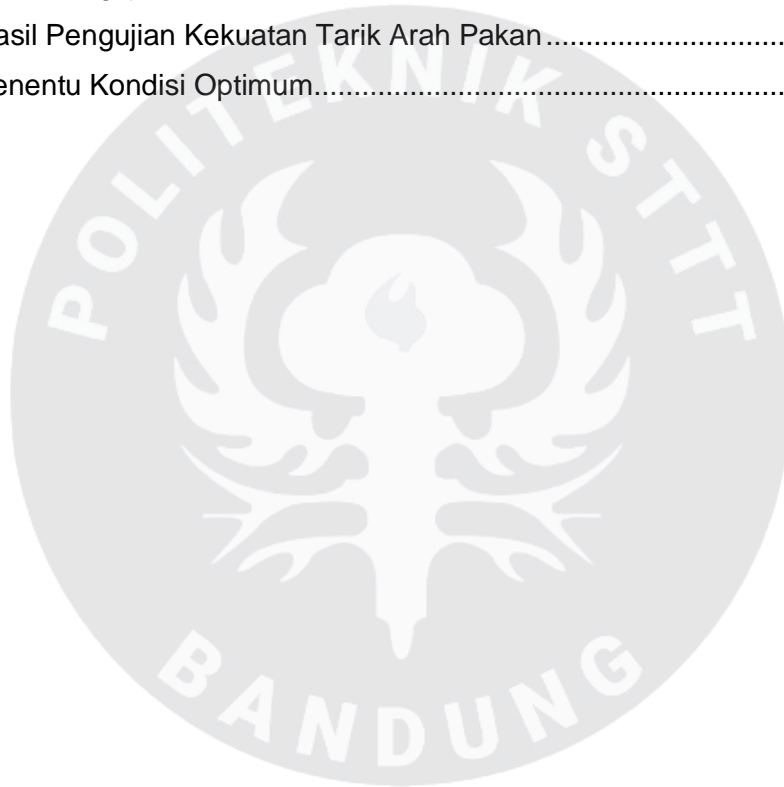 asil Pengujian Kekuatan Tarik Arah Pakan................................
enentu Kondisi Optimum...............................................................
POLITEKNIK STTT
BANDUNG